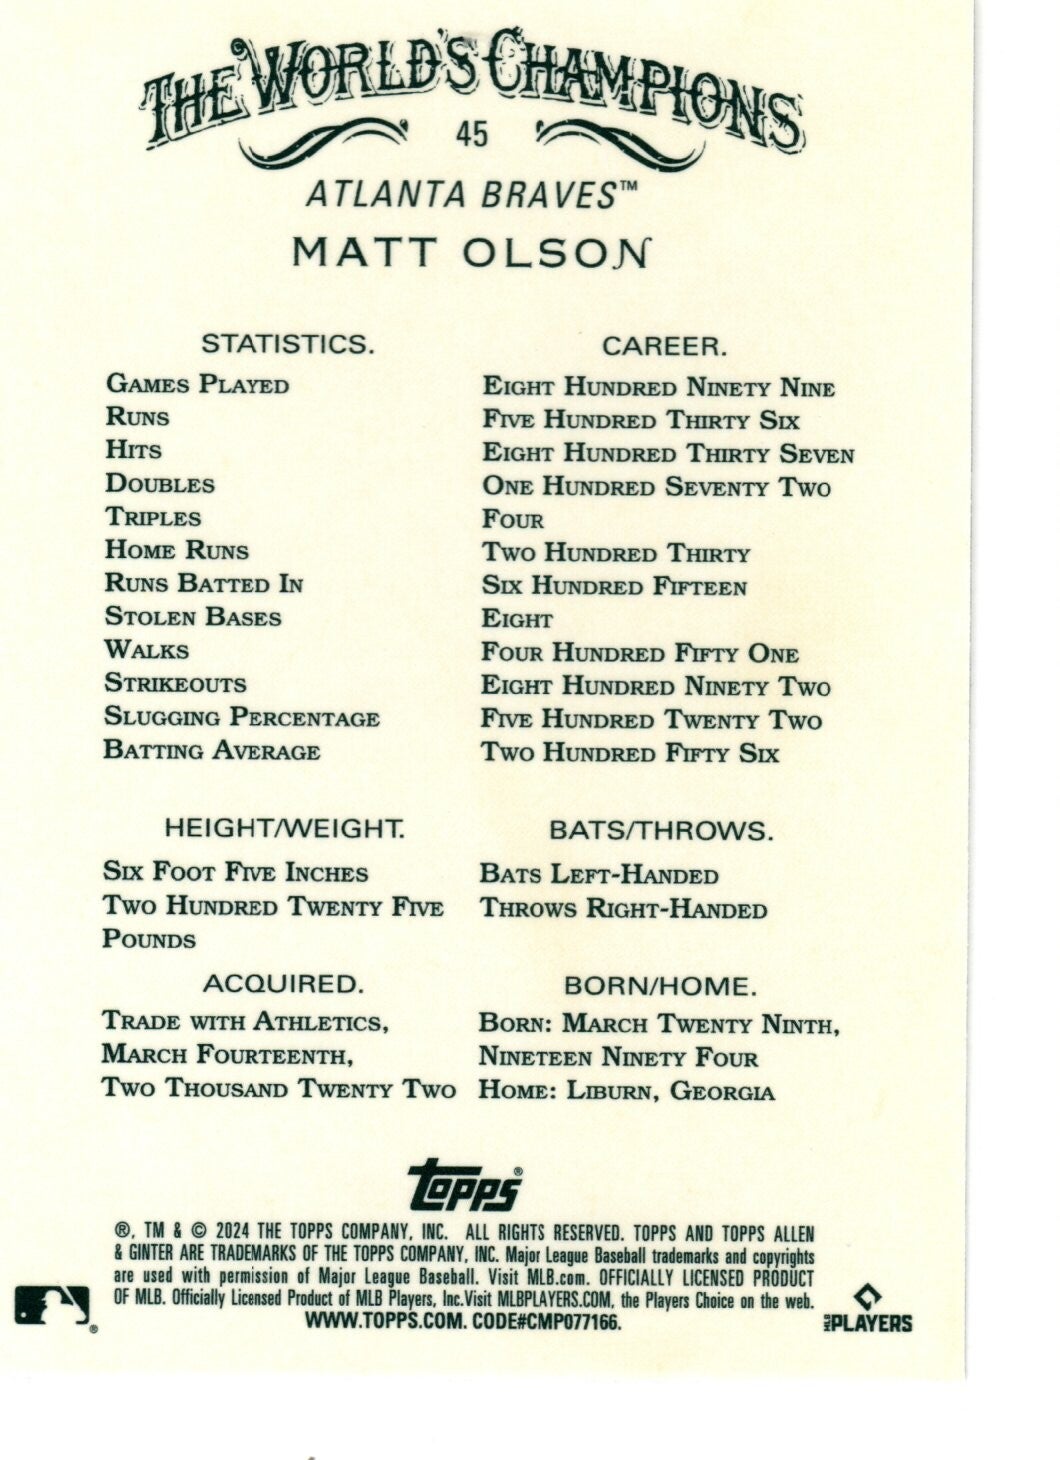 THE WORLD'S CHAMPIONS
45
ATLANTA BRAVES™
MATT OLSON
STATISTICS. CAREER.
GAMES PLAYED EIGHT HUNDRED NINETY NINE
RUNS FIVE HUNDRED THIRTY SIX
HITS EIGHT HUNDRED THIRTY SEVEN
DOUBLES ONE HUNDRED SEVENTY TWO
TRIPLES FOUR
HOME RUNS TWO HUNDRED THIRTY
RUNS BATTED IN SIX HUNDRED FIFTEEN
STOLEN BASES EIGHT
WALKS FOUR HUNDRED FIFTY ONE
STRIKEOUTS EIGHT HUNDRED NINETY TWO
SLUGGING PERCENTAGE FIVE HUNDRED TWENTY TWO
BATTING AVERAGE TWO HUNDRED FIFTY SIX
HEIGHT/WEIGHT.
SIX FOOT FIVE INCHES
TWO HUNDRED TWENTY FIVE
POUNDS
BATS/THROWS.
BATS LEFT-HANDED
THROWS RIGHT-HANDED
ACQUIRED.
TRADE WITH ATHLETICS,
MARCH FOURTEENTH,
TWO THOUSAND TWENTY TWO
BORN/HOME.
BORN: MARCH TWENTY NINTH,
NINETEEN NINETY FOUR
HOME: LIBURN, GEORGIA
topps®
®, TM & © 2024 THE TOPPS COMPANY, INC. ALL RIGHTS RESERVED. TOPPS AND TOPPS ALLEN
& GINTER ARE TRADEMARKS OF THE TOPPS COMPANY, INC. Major League Baseball trademarks and copyrights
are used with permission of Major League Baseball. Visit MLB.com. OFFICIALLY LICENSED PRODUCT
OF MLB. Officially Licensed Product of MLB Players, Inc.Visit MLBPLAYERS.COM, the Players Choice on the web.
WWW.TOPPS.COM. CODE#CMP077166.
®
MLB PLAYERS